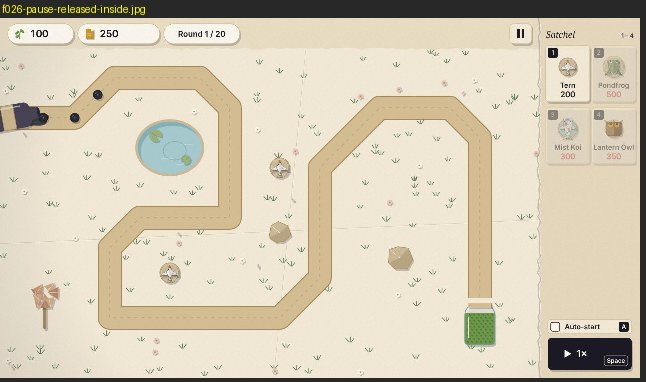 f026-pause-released-inside.jpg
100
250
Round 1 / 20
Satchel
1–4
1
Tern
200
2
Pondfrog
500
3
Mist Koi
300
4
Lantern Owl
350
Auto-start
A
1×
Space